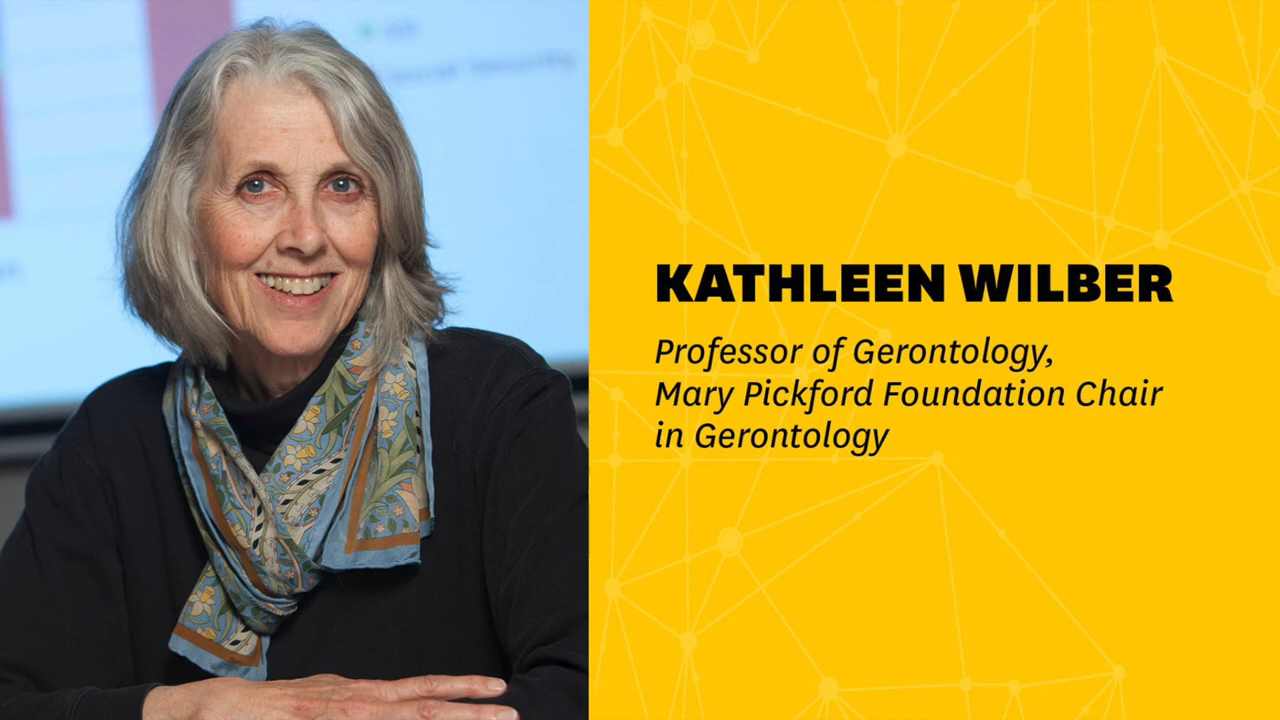 KATHLEEN WILBER
Professor of Gerontology,
Mary Pickford Foundation Chair
in Gerontology